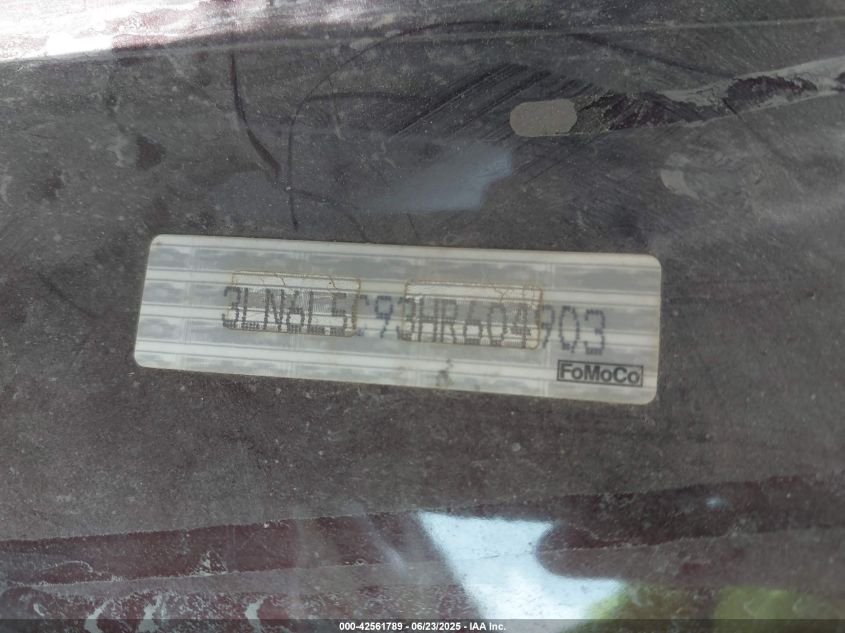 3LN6L5C93HR604903
FoMoCo
000-42561789 - 06/23/2025 - IAA Inc.